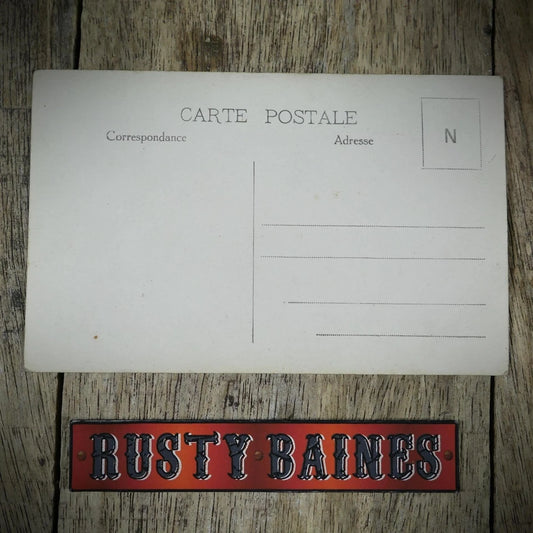 CARTE POSTALE
Correspondance
Adresse
N
RUSTY BAINES